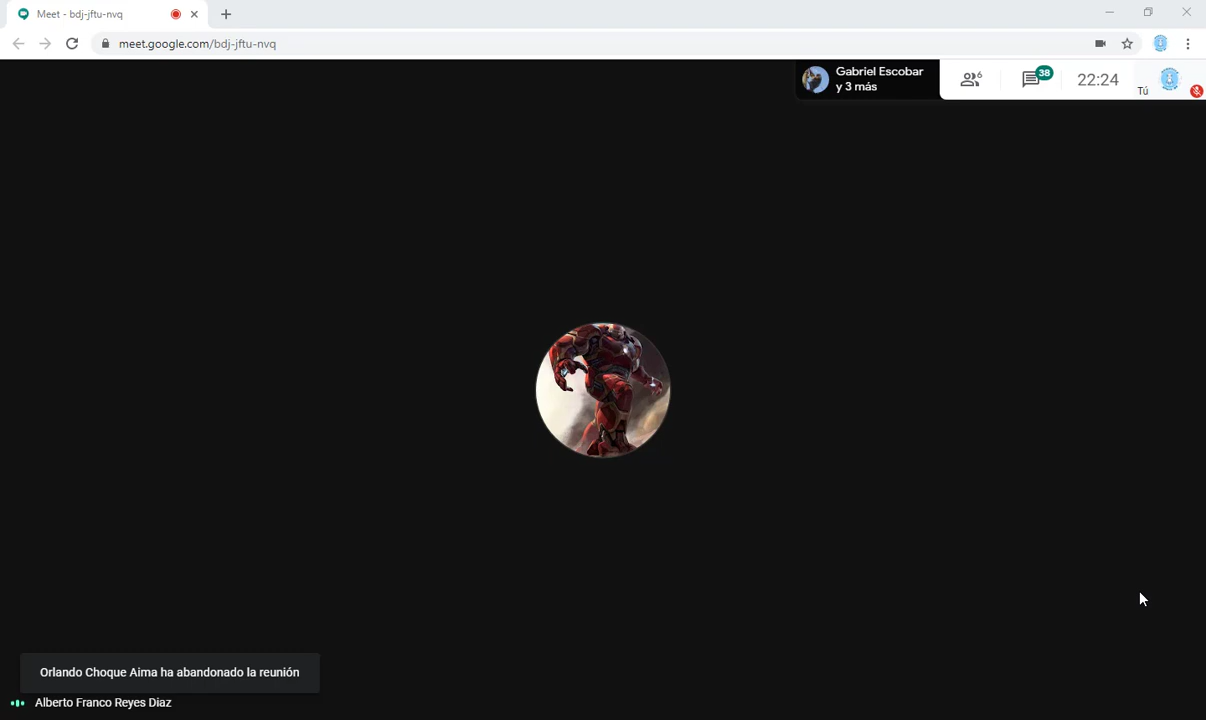 Meet - bdj-jftu-nvq
meet.google.com/bdj-jftu-nvq
Gabriel Escobar
y 3 más
6
38
22:24
Tú
Orlando Choque Aima ha abandonado la reunión
Alberto Franco Reyes Diaz